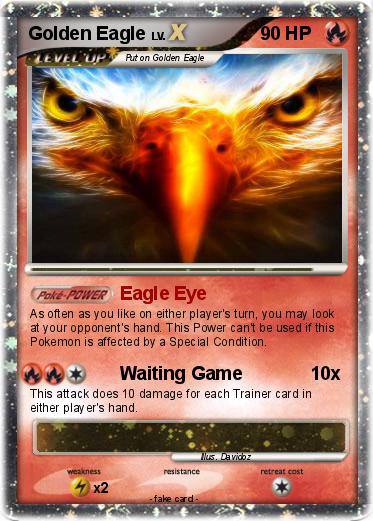 Golden Eagle LV. X 90 HP
LEVEL UP Put on Golden Eagle
Poké-POWER Eagle Eye
As often as you like on either player's turn, you may look
at your opponent's hand. This Power can't be used if this
Pokemon is affected by a Special Condition.
Waiting Game 10x
This attack does 10 damage for each Trainer card in
either player's hand.
Illus. Davidbz
weakness resistance retreat cost
x2
- fake card -